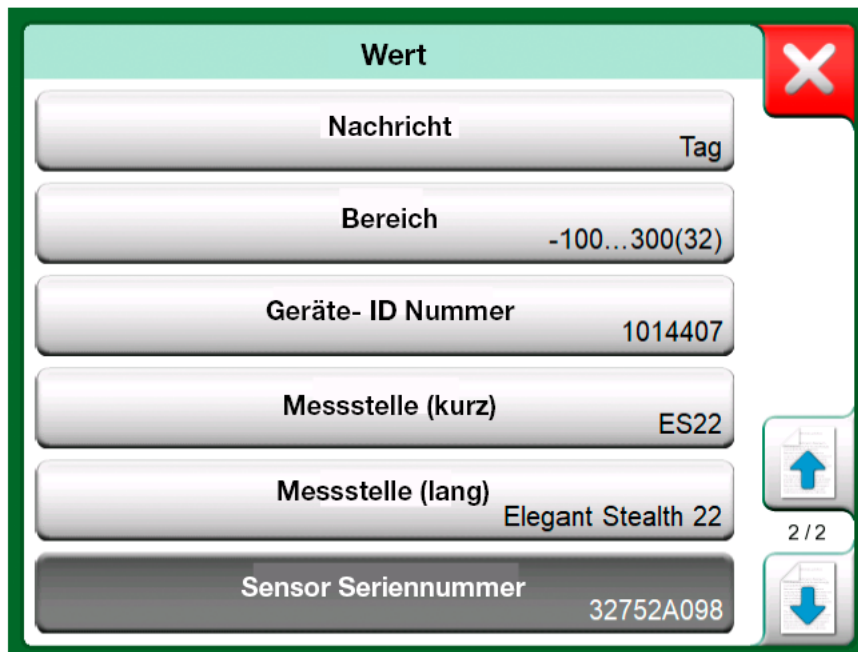 Wert
Nachricht
Tag
Bereich
-100...300(32)
Geräte- ID Nummer
1014407
Messstelle (kurz)
ES22
Messstelle (lang)
Elegant Stealth 22
2/2
Sensor Seriennummer
32752A098